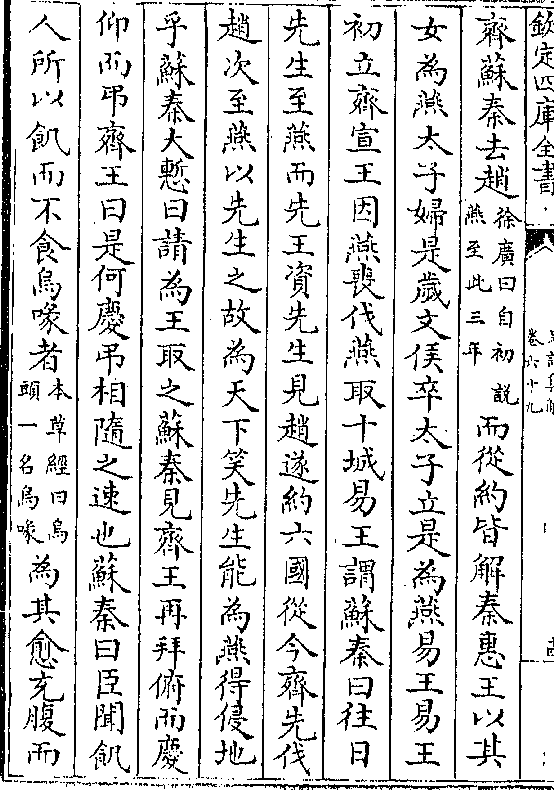 欽定四庫全書
卷六十九
齊蘇秦去趙徐廣曰自初說燕至此三年而從約皆解秦惠王以其
女為燕太子婦是歲文侯卒太子立是為燕易王易王
初立齊宣王因燕喪伐燕取十城易王謂蘇秦曰往日
先生至燕而先王資先生見趙遂約六國從今齊先伐
趙次至燕以先生之故為天下笑先生能為燕得侵地
乎蘇秦大慙曰請為王取之蘇秦見齊王再拜俯而慶
仰而弔齊王曰是何慶弔相隨之速也蘇秦曰臣聞飢
人所以飢而不食烏喙者本草經曰烏頭一名烏喙為其愈充腹而